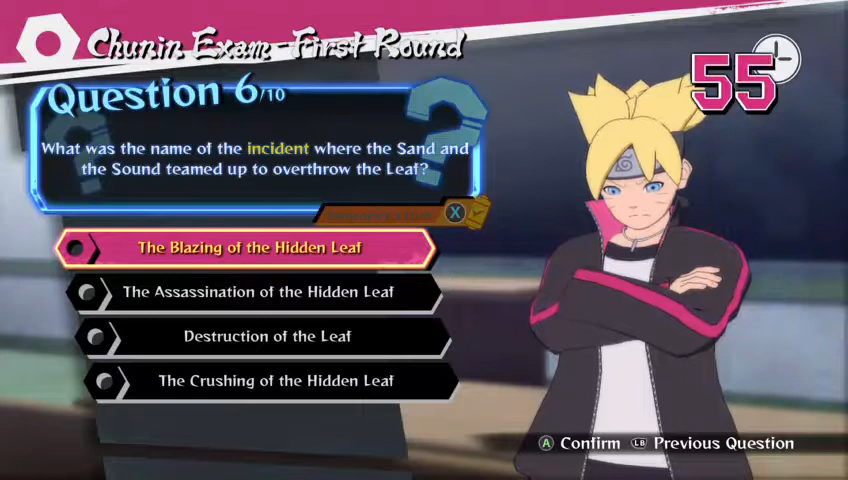 Chunin Exam - First Round
55
Question 6/10
What was the name of the incident where the Sand and
the Sound teamed up to overthrow the Leaf?
X
The Blazing of the Hidden Leaf
The Assassination of the Hidden Leaf
Destruction of the Leaf
The Crushing of the Hidden Leaf
A Confirm LB Previous Question